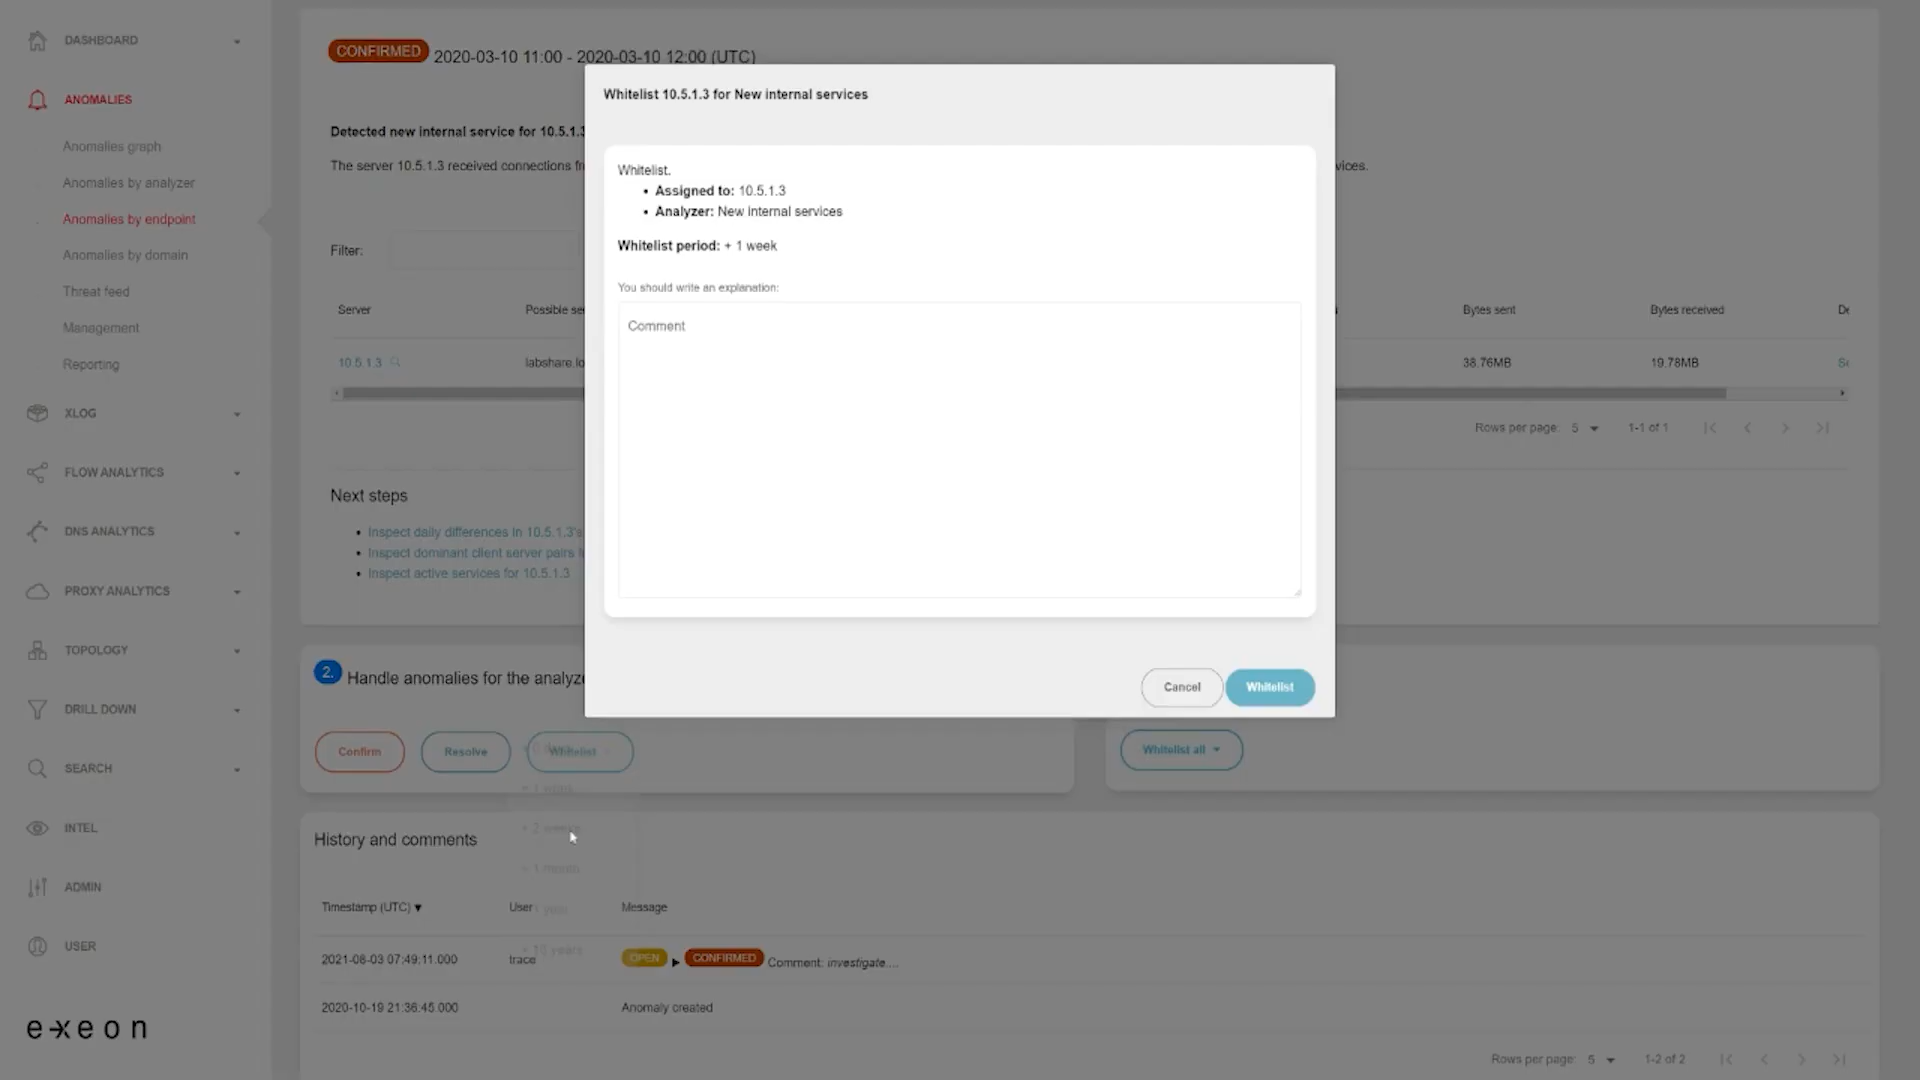 DASHBOARD
ANOMALIES
Anomalies graph
Anomalies by analyzer
Anomalies by endpoint
Anomalies by domain
Threat feed
Management
Reporting
XLOG
FLOW ANALYTICS
DNS ANALYTICS
PROXY ANALYTICS
TOPOLOGY
DRILL DOWN
SEARCH
INTEL
ADMIN
USER
exeon
CONFIRMED 2020-03-10 11:00 - 2020-03-10 12:00 (UTC)
Detected new internal service for 10.5.1.3
The server 10.5.1.3 received connections
Filter:
Server Possible Bytes sent Bytes received
10.5.1.3 38.76MB 19.78MB
Rows per page: 5 1-1 of 1
Next steps
• Inspect daily differences in 10.5.1.3's
• Inspect dominant client server pairs
• Inspect active services for 10.5.1.3
Whitelist 10.5.1.3 for New internal services
Whitelist.
• Assigned to: 10.5.1.3
• Analyzer: New internal services
Whitelist period: + 1 week
You should write an explanation:
Comment
Cancel Whitelist
2. Handle anomalies for the
Confirm Resolve Whitelist
Whitelist all
+ 1 month
History and comments
Timestamp (UTC) ▼ User Message
2021-08-03 07:49:11.000 trace OPEN ▶ CONFIRMED Comment: investigate....
2020-10-19 21:36:45.000 Anomaly created
Rows per page: 5 1-2 of 2